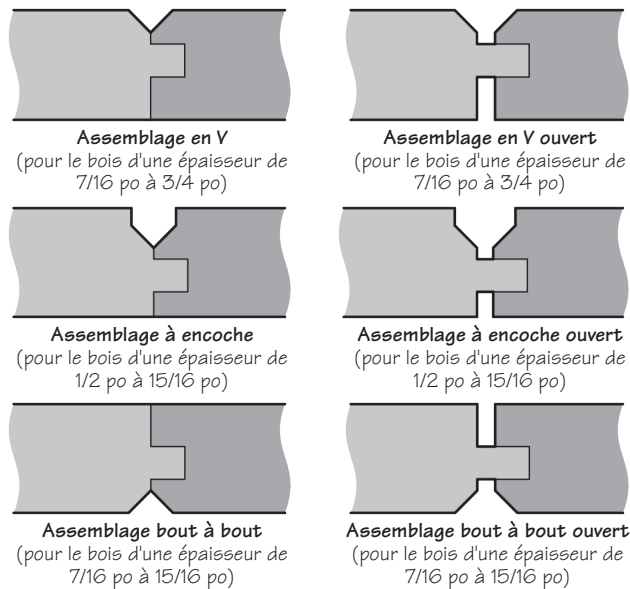 Assemblage en V
(pour le bois d'une épaisseur de
7/16 po à 3/4 po)
Assemblage en V ouvert
(pour le bois d'une épaisseur de
7/16 po à 3/4 po)
Assemblage à encoche
(pour le bois d'une épaisseur de
1/2 po à 15/16 po)
Assemblage à encoche ouvert
(pour le bois d'une épaisseur de
1/2 po à 15/16 po)
Assemblage bout à bout
(pour le bois d'une épaisseur de
7/16 po à 15/16 po)
Assemblage bout à bout ouvert
(pour le bois d'une épaisseur de
7/16 po à 15/16 po)